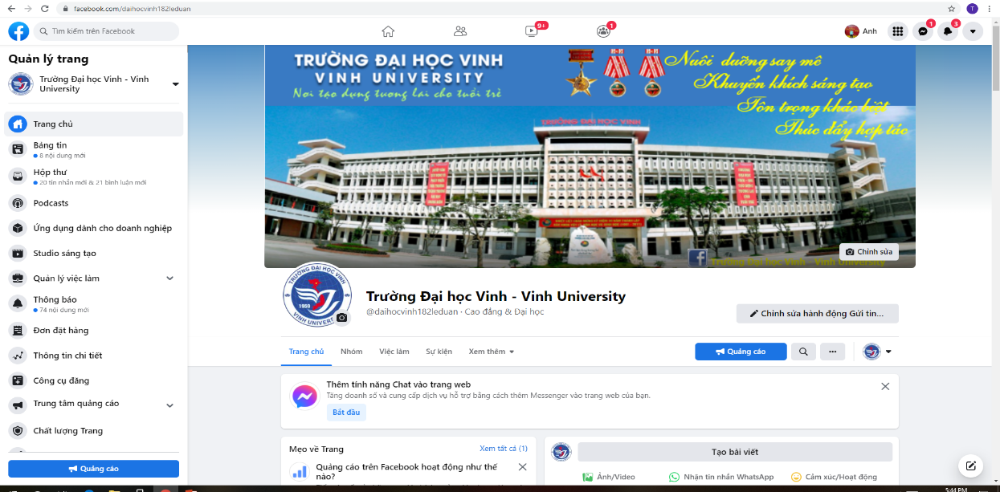 facebook.com/daihocvinh182leduan
T
Tìm kiếm trên Facebook
9+
1
Anh
1
3
Quản lý trang
Trường Đại học Vinh - Vinh
University
Trang chủ
Bảng tin
8 nội dung mới
Hộp thư
20 tin nhắn mới & 21 bình luận mới
Podcasts
Ứng dụng dành cho doanh nghiệp
Studio sáng tạo
Quản lý việc làm
Thông báo
74 nội dung mới
Đơn đặt hàng
Thông tin chi tiết
Công cụ đăng
Trung tâm quảng cáo
Chất lượng Trang
Quảng cáo
TRƯỜNG ĐẠI HỌC VINH
VINH UNIVERSITY
Nơi tạo dựng tương lai cho tuổi trẻ
Nuôi dưỡng say mê
Khuyến khích sáng tạo
Tôn trọng khác biệt
Thúc đẩy hợp tác
TRƯỜNG ĐẠI HỌC VINH
Chỉnh sửa
Trường Đại học Vinh - Vinh University
TRƯỜNG ĐẠI HỌC VINH
1959
VINH UNIVERSITY
Trường Đại học Vinh - Vinh University
@daihocvinh182leduan · Cao đẳng & Đại học
Chỉnh sửa hành động Gửi tin...
Trang chủ
Nhóm
Việc làm
Sự kiện
Xem thêm
Quảng cáo
Thêm tính năng Chat vào trang web
Tăng doanh số và cung cấp dịch vụ hỗ trợ bằng cách thêm Messenger vào trang web của bạn.
Bắt đầu
Mẹo về Trang
Xem tất cả (1)
Quảng cáo trên Facebook hoạt động như thế
nào?
Tạo bài viết
Ảnh/Video
Nhận tin nhắn WhatsApp
Cảm xúc/Hoạt động
5:44 PM